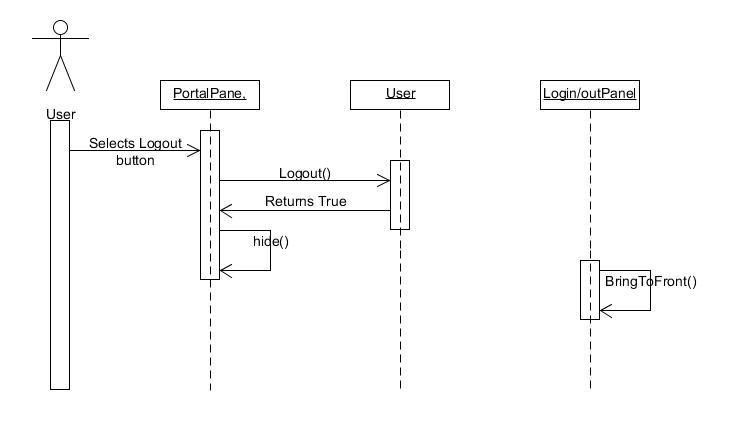 User
PortalPane,
User
Login/outPanel
Selects Logout
button
Logout()
Returns True
hide()
BringToFront()